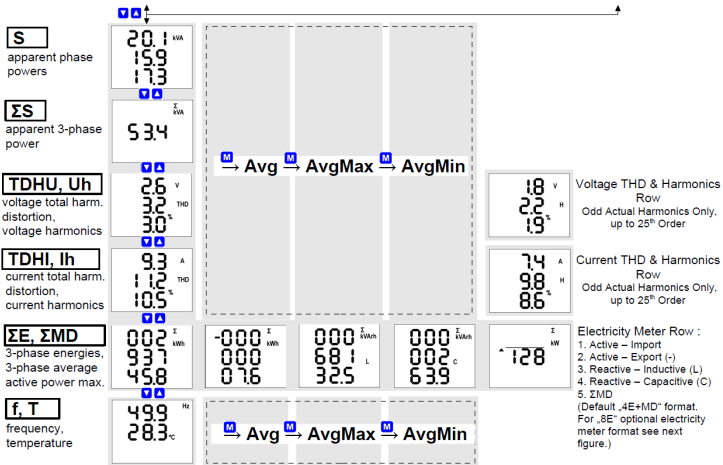 S
apparent phase
powers
20.1 kVA
15.9
17.3
ΣS
apparent 3-phase
power
Σ
kVA
53.4
M → Avg M → AvgMax M → AvgMin
TDHU, Uh
voltage total harm.
distortion,
voltage harmonics
2.6 V
3.2 THD
3.0 %
1.8 V
2.2 H
1.9 %
Voltage THD & Harmonics
Row
Odd Actual Harmonics Only,
up to 25th Order
TDHI, Ih
current total harm.
distortion,
current harmonics
9.3 A
11.2 THD
10.5 %
7.4 A
9.8 H
8.6 %
Current THD & Harmonics
Row
Odd Actual Harmonics Only,
up to 25th Order
ΣE, ΣMD
3-phase energies,
3-phase average
active power max.
002 Σ kWh
937
45.8
-000 Σ kWh
000
07.6
000 Σ kVArh
681 L
32.5
000 Σ kVArh
002 C
63.9
Σ
kW
128
Electricity Meter Row :
1. Active – Import
2. Active – Export (-)
3. Reactive – Inductive (L)
4. Reactive – Capacitive (C)
5. ΣMD
(Default „4E+MD“ format.
For „8E“ optional electricity
meter format see next
figure.)
f, T
frequency,
temperature
49.9 Hz
28.3 °C
M → Avg M → AvgMax M → AvgMin